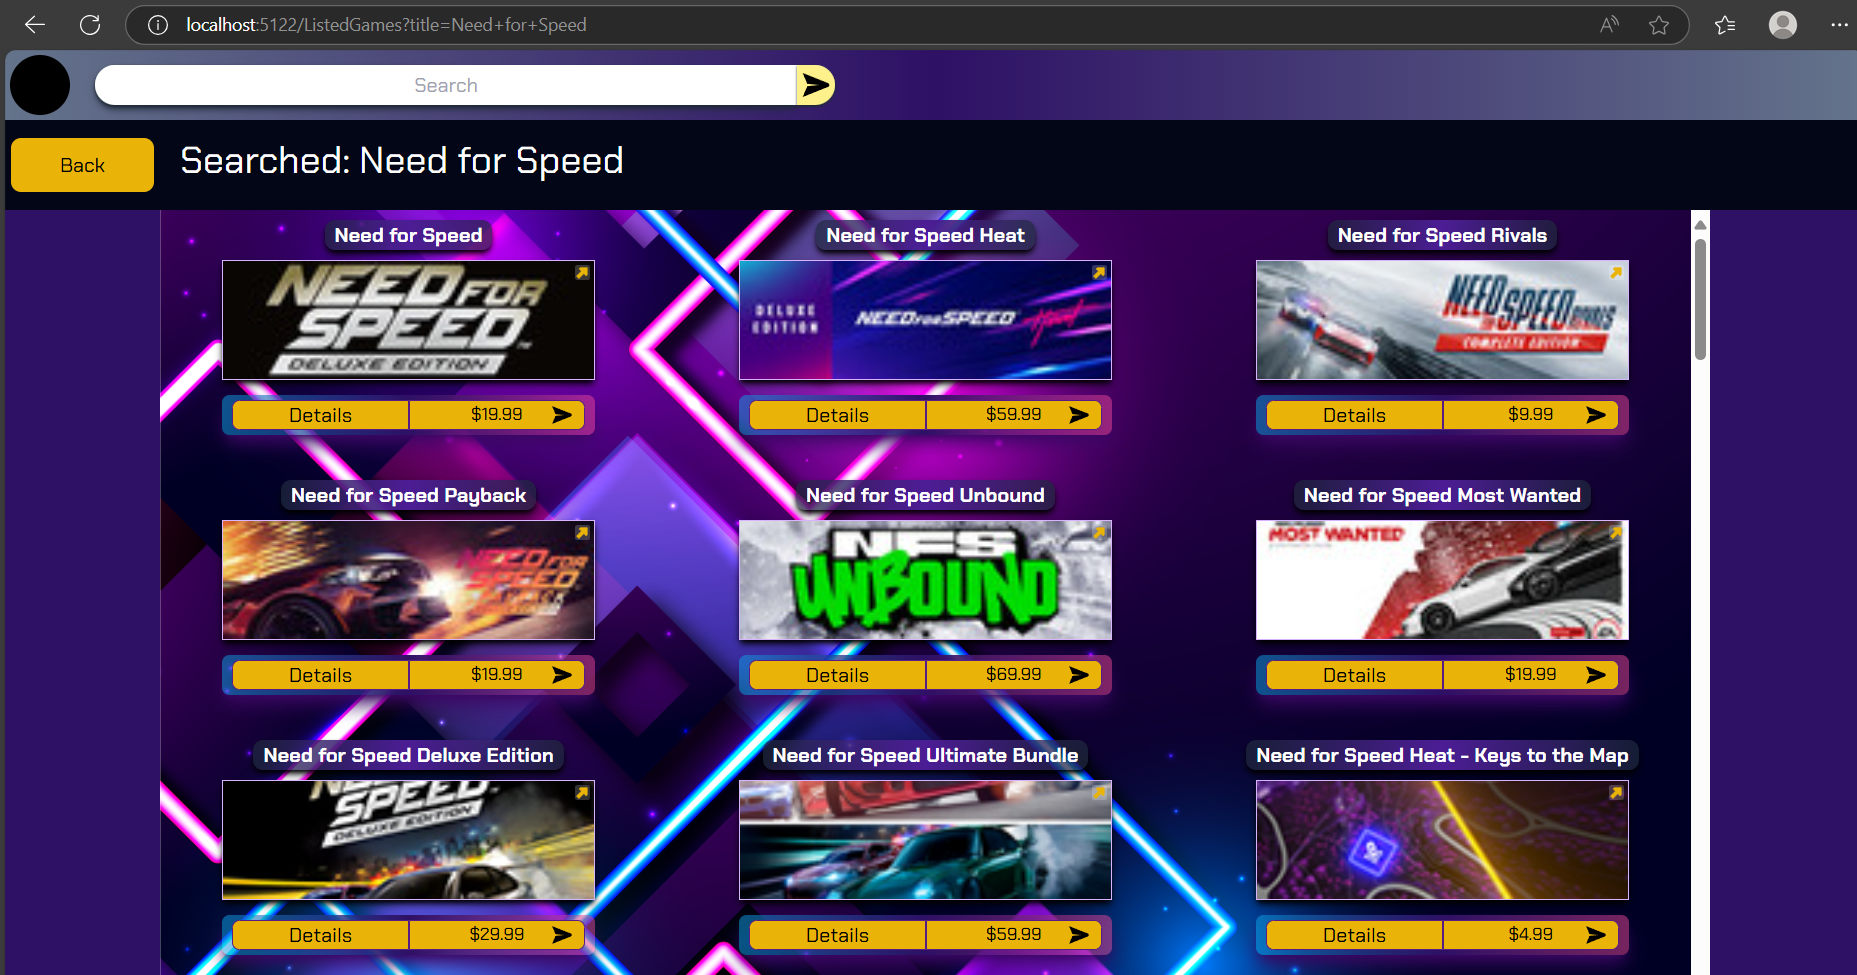 localhost:5122/ListedGames?title=Need+for+Speed
Search
Back
Searched: Need for Speed
Need for Speed
Need for Speed Heat
Need for Speed Rivals
NEED FOR
SPEED
DELUXE EDITION
DELUXE
EDITION
NEED FOR SPEED Heat
NEED
FOR SPEED RIVALS
COMPLETE EDITION
Details
$19.99
Details
$59.99
Details
$9.99
Need for Speed Payback
Need for Speed Unbound
Need for Speed Most Wanted
NEED FOR
SPEED
PAYBACK
NFS
UNBOUND
MOST WANTED
EA
Details
$19.99
Details
$69.99
Details
$19.99
Need for Speed Deluxe Edition
Need for Speed Ultimate Bundle
Need for Speed Heat - Keys to the Map
NEED FOR
SPEED
DELUXE EDITION
Details
$29.99
Details
$59.99
Details
$4.99